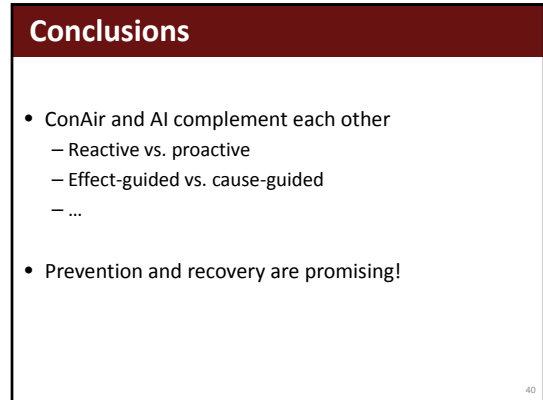 Conclusions
• ConAir and AI complement each other
– Reactive vs. proactive
– Effect-guided vs. cause-guided
– …
• Prevention and recovery are promising!
40